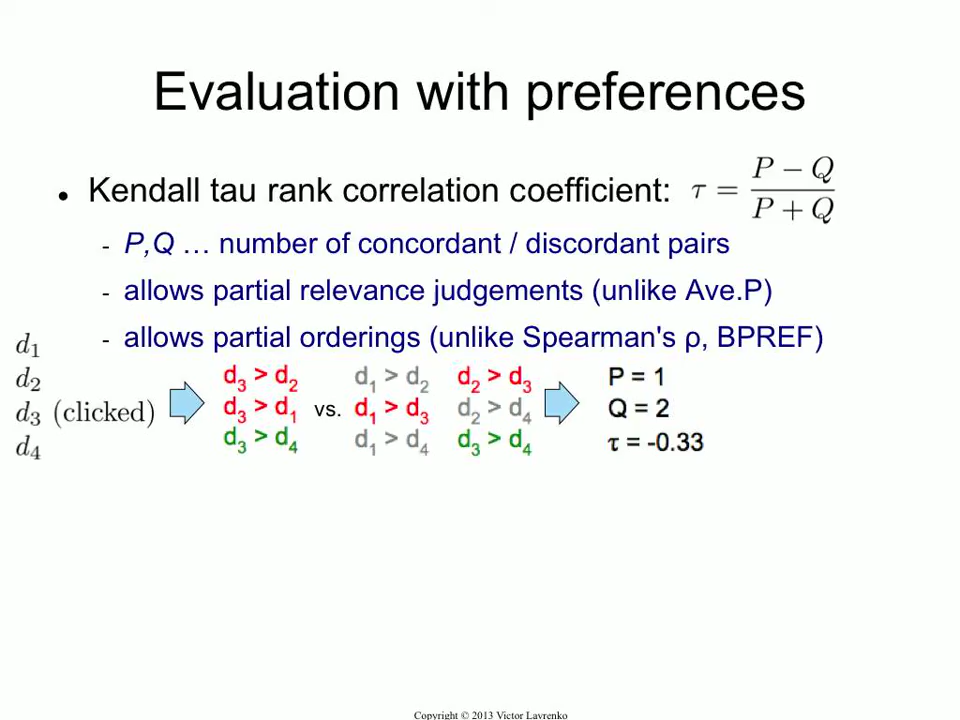 Evaluation with preferences
● Kendall tau rank correlation coefficient: τ = P − Q / P + Q
- P,Q … number of concordant / discordant pairs
- allows partial relevance judgements (unlike Ave.P)
- allows partial orderings (unlike Spearman's ρ, BPREF)
d1
d2
d3 (clicked)
d4
d3 > d2
d3 > d1
d3 > d4
vs.
d1 > d2 d2 > d3
d1 > d3 d2 > d4
d1 > d4 d3 > d4
P = 1
Q = 2
τ = -0.33
Copyright © 2013 Victor Lavrenko